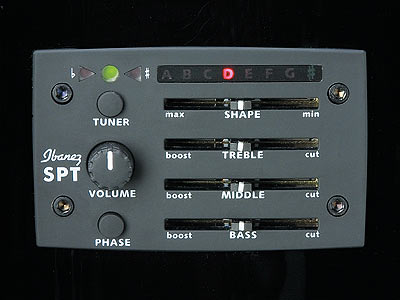 ♭ ♯ A B C D E F G ♯
TUNER
max SHAPE min
Ibanez
SPT
boost TREBLE cut
VOLUME
boost MIDDLE cut
PHASE
boost BASS cut